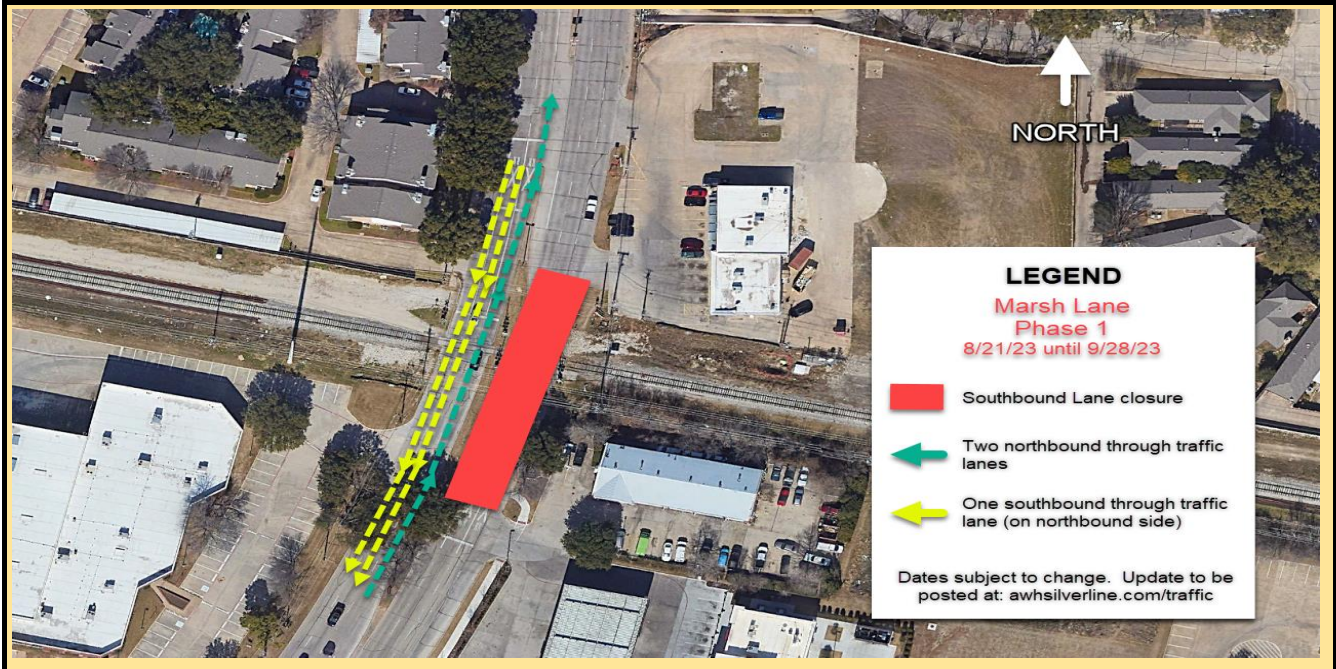 NORTH
LEGEND
Marsh Lane
Phase 1
8/21/23 until 9/28/23
Southbound Lane closure
Two northbound through traffic
lanes
One southbound through traffic
lane (on northbound side)
Dates subject to change. Update to be
posted at: awhsilverline.com/traffic